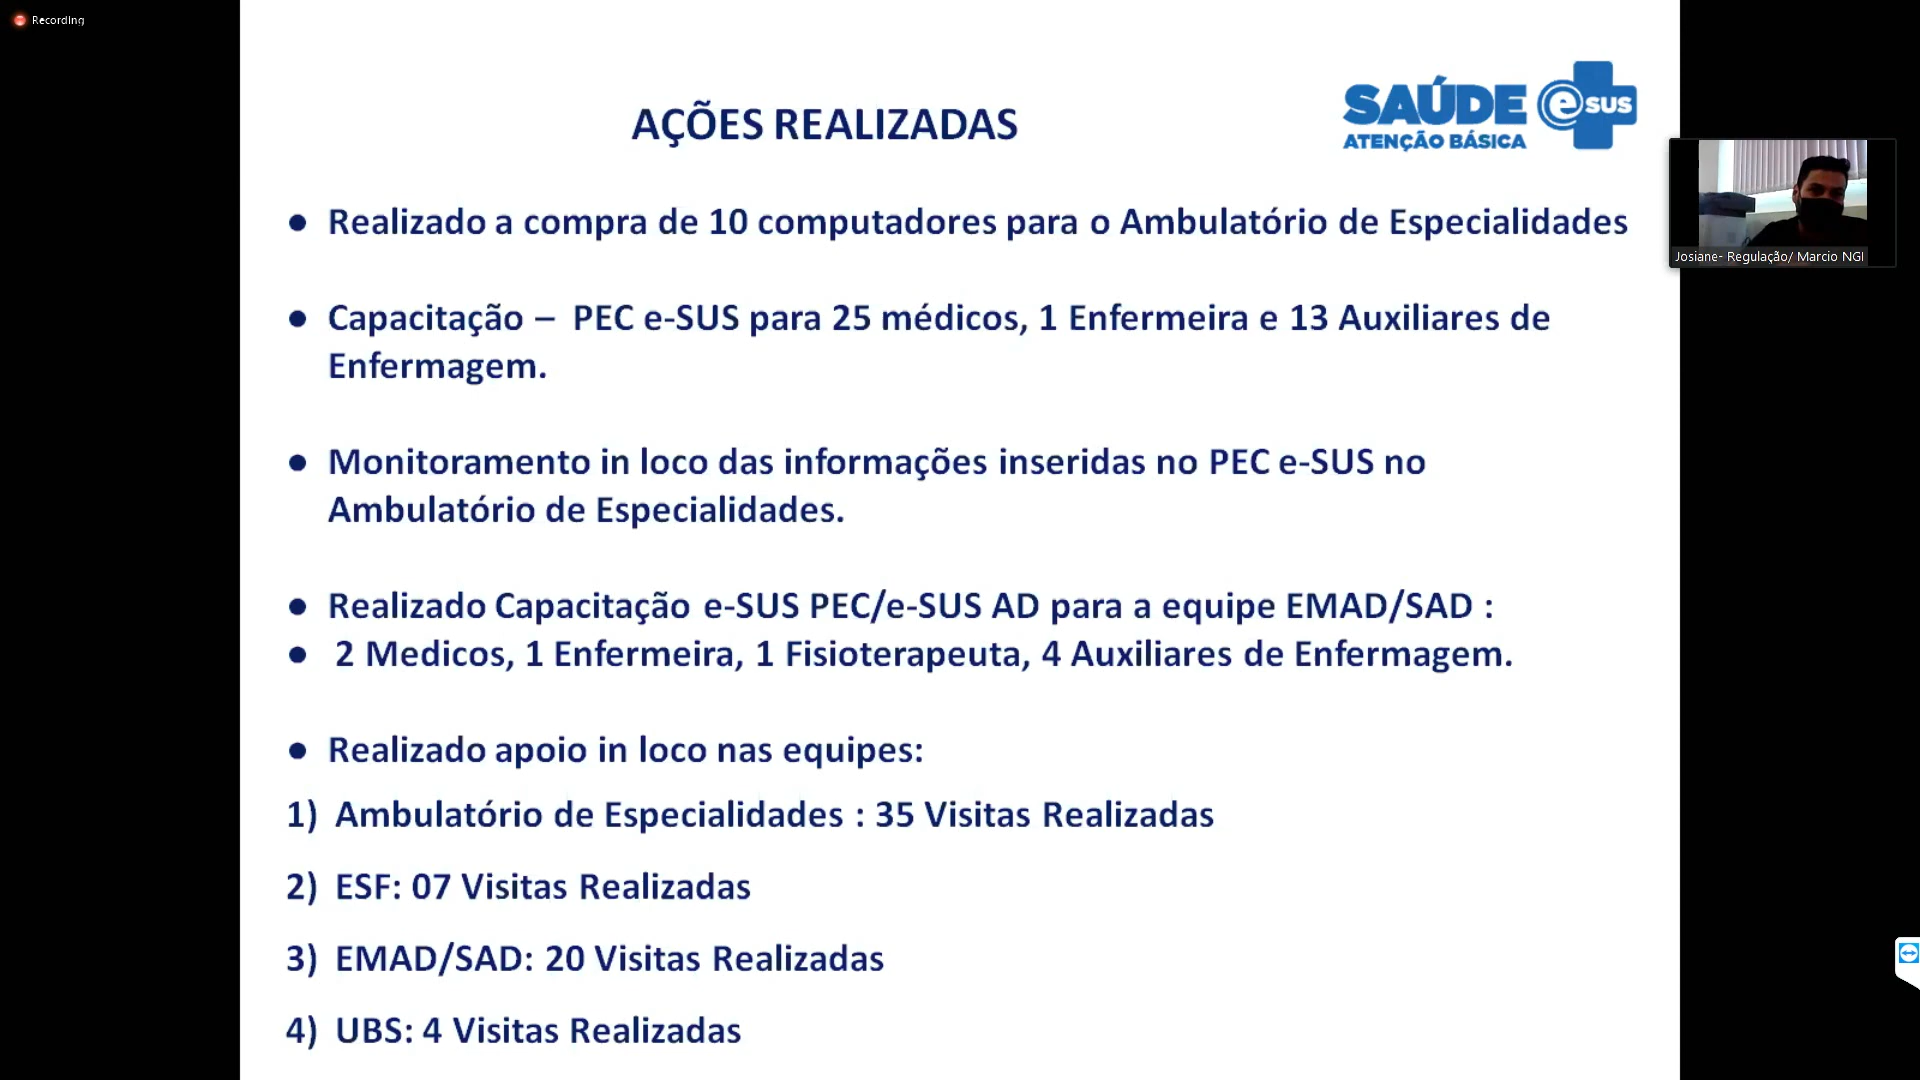 Recording
AÇÕES REALIZADAS
SAÚDE e SUS
ATENÇÃO BÁSICA
● Realizado a compra de 10 computadores para o Ambulatório de Especialidades
● Capacitação – PEC e-SUS para 25 médicos, 1 Enfermeira e 13 Auxiliares de
Enfermagem.
● Monitoramento in loco das informações inseridas no PEC e-SUS no
Ambulatório de Especialidades.
● Realizado Capacitação e-SUS PEC/e-SUS AD para a equipe EMAD/SAD :
● 2 Medicos, 1 Enfermeira, 1 Fisioterapeuta, 4 Auxiliares de Enfermagem.
● Realizado apoio in loco nas equipes:
1) Ambulatório de Especialidades : 35 Visitas Realizadas
2) ESF: 07 Visitas Realizadas
3) EMAD/SAD: 20 Visitas Realizadas
4) UBS: 4 Visitas Realizadas
Josiane- Regulação/ Marcio NGI